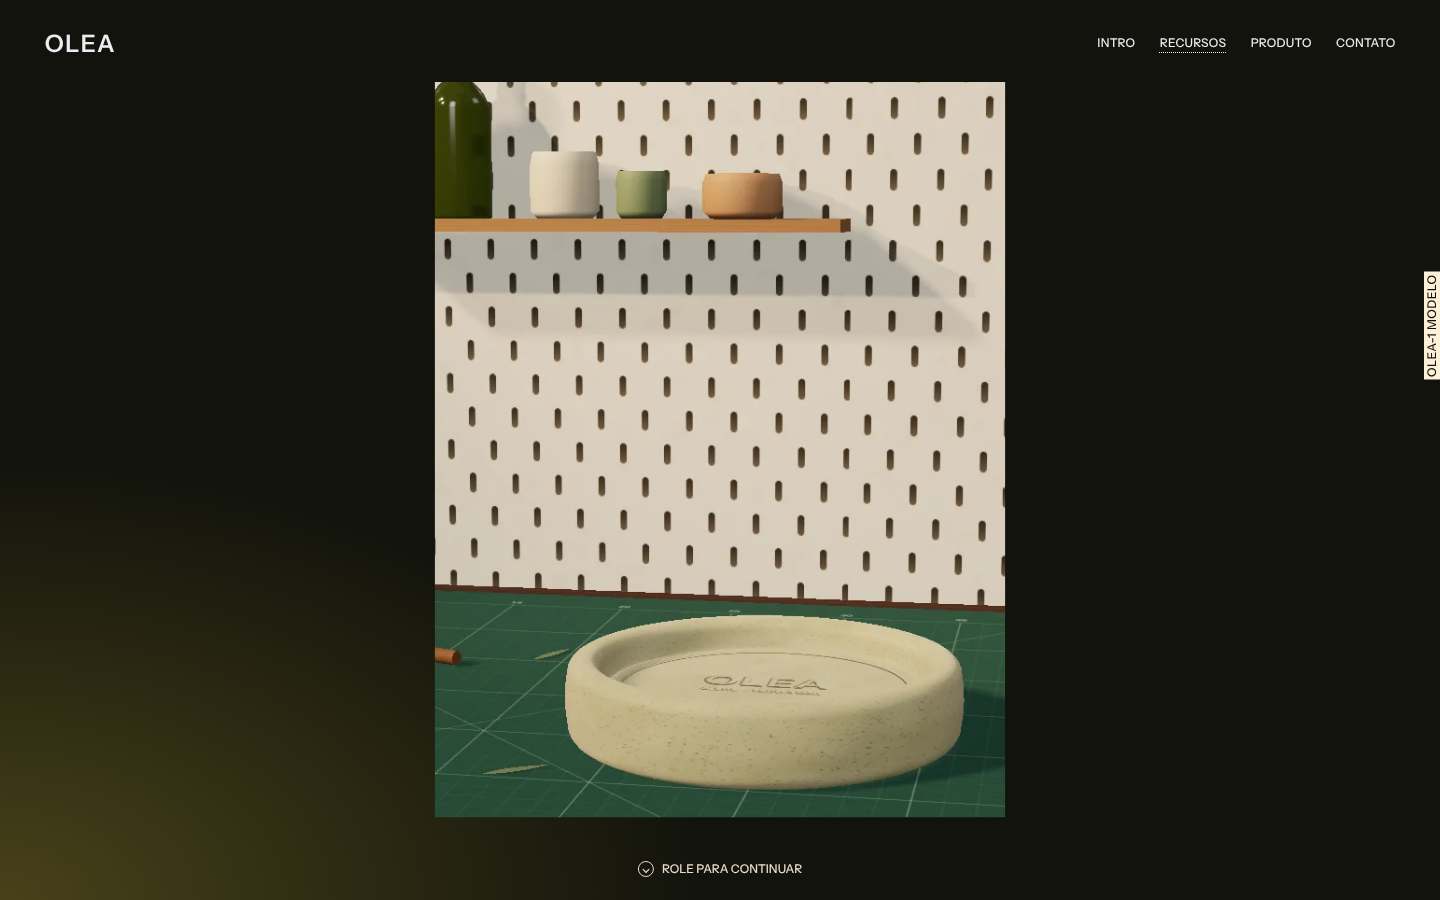 OLEA
INTRO
RECURSOS
PRODUTO
CONTATO
OLEA
OLEA-1 MODELO
ROLE PARA CONTINUAR